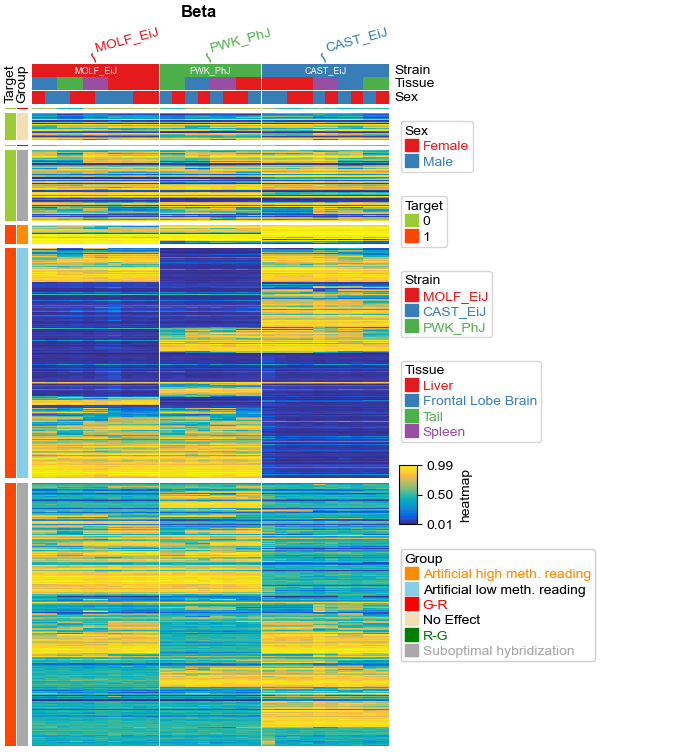 Beta
MOLF_EiJ
PWK_PhJ
CAST_EiJ
Target
Group
MOLF_EiJ
PWK_PhJ
CAST_EiJ
Strain
Tissue
Sex
Sex
Female
Male
Target
0
1
Strain
MOLF_EiJ
CAST_EiJ
PWK_PhJ
Tissue
Liver
Frontal Lobe Brain
Tail
Spleen
0.99
0.50
0.01
heatmap
Group
Artificial high meth. reading
Artificial low meth. reading
G-R
No Effect
R-G
Suboptimal hybridization